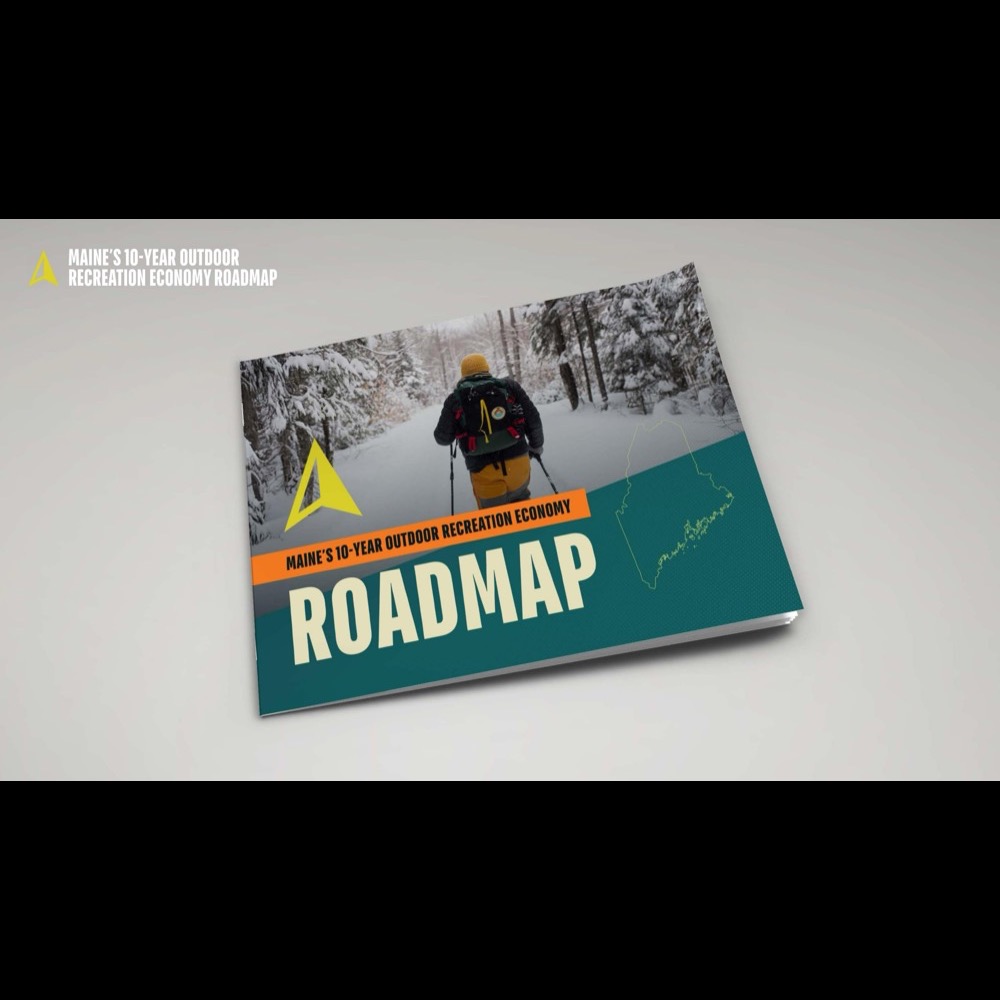 MAINE'S 10-YEAR OUTDOOR
RECREATION ECONOMY ROADMAP
MAINE'S 10-YEAR OUTDOOR RECREATION ECONOMY
ROADMAP